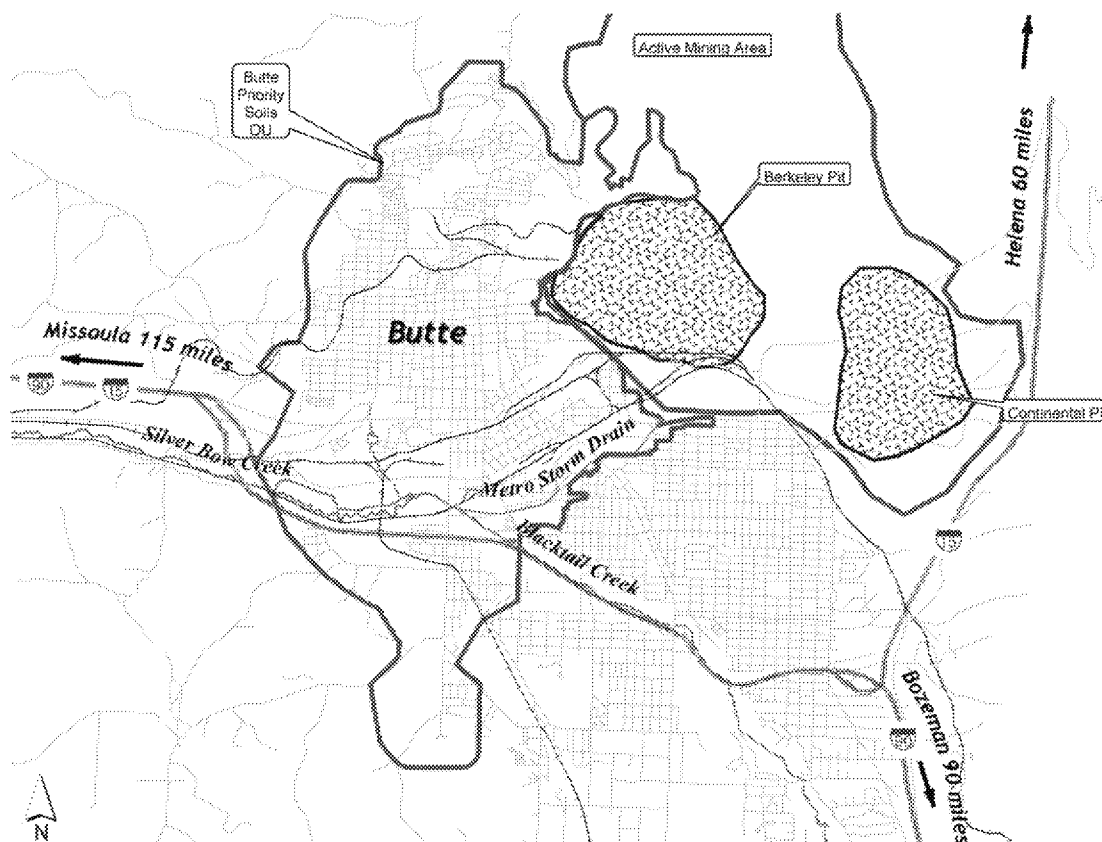 Active Mining Area
Butte
Priority
Soils
OU
Berkeley Pit
Helena 60 miles
Butte
Missoula 115 miles
90
15
Continental Pi
Silver Bow Creek
Metro Storm Drain
Blacktail Creek
15
Bozeman 90 miles
90
N